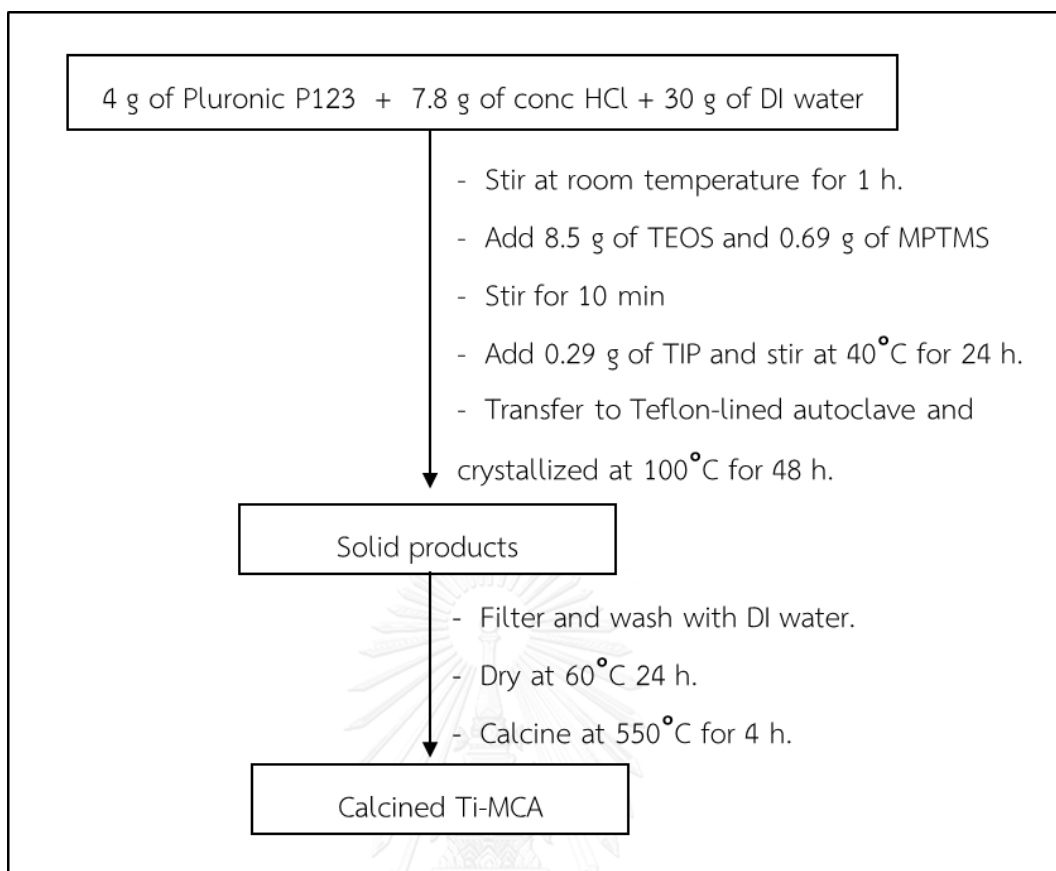 4 g of Pluronic P123 + 7.8 g of conc HCl + 30 g of DI water
- Stir at room temperature for 1 h.
- Add 8.5 g of TEOS and 0.69 g of MPTMS
- Stir for 10 min
- Add 0.29 g of TIP and stir at 40°C for 24 h.
- Transfer to Teflon-lined autoclave and
crystallized at 100°C for 48 h.
Solid products
- Filter and wash with DI water.
- Dry at 60°C 24 h.
- Calcine at 550°C for 4 h.
Calcined Ti-MCA